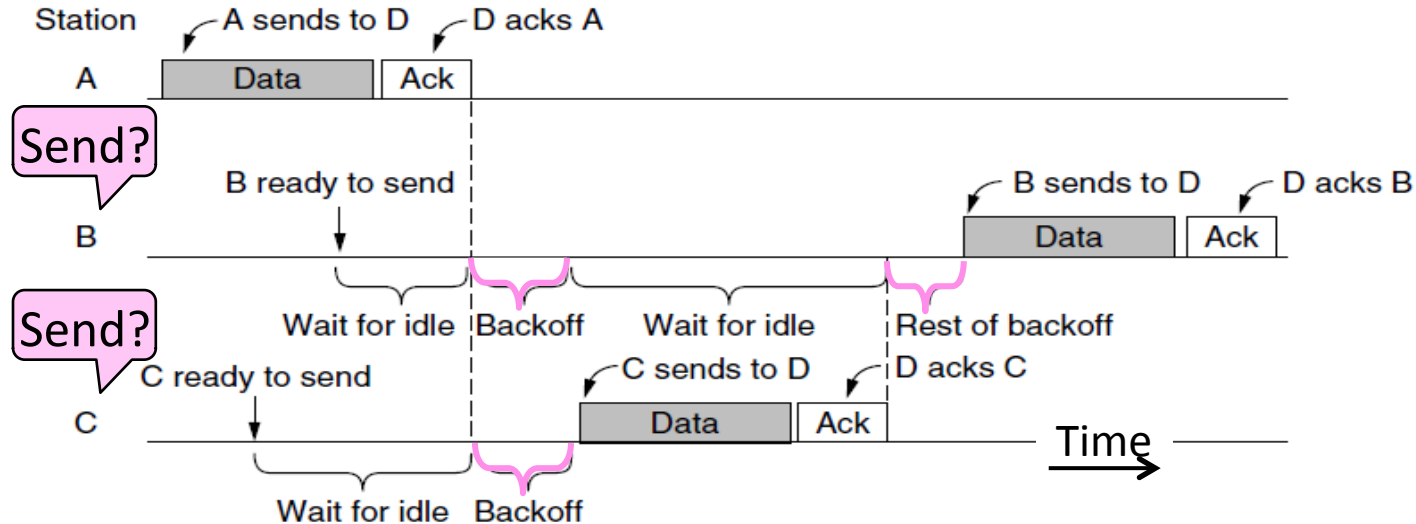 Station
A sends to D
D acks A
A
Data
Ack
Send?
B ready to send
B sends to D
D acks B
B
Data
Ack
Send?
Wait for idle
Backoff
Wait for idle
Rest of backoff
C ready to send
C sends to D
D acks C
C
Data
Ack
Time
Wait for idle
Backoff